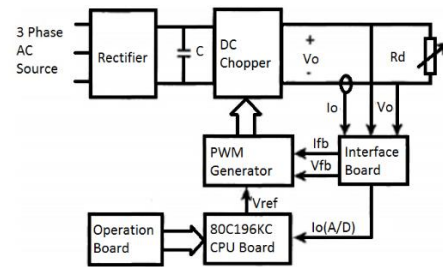 3 Phase
AC
Source
Rectifier
C
DC
Chopper
+
Vo
-
Rd
Io
Vo
PWM
Generator
Ifb
Vfb
Interface
Board
Vref
Operation
Board
80C196KC
CPU Board
Io(A/D)